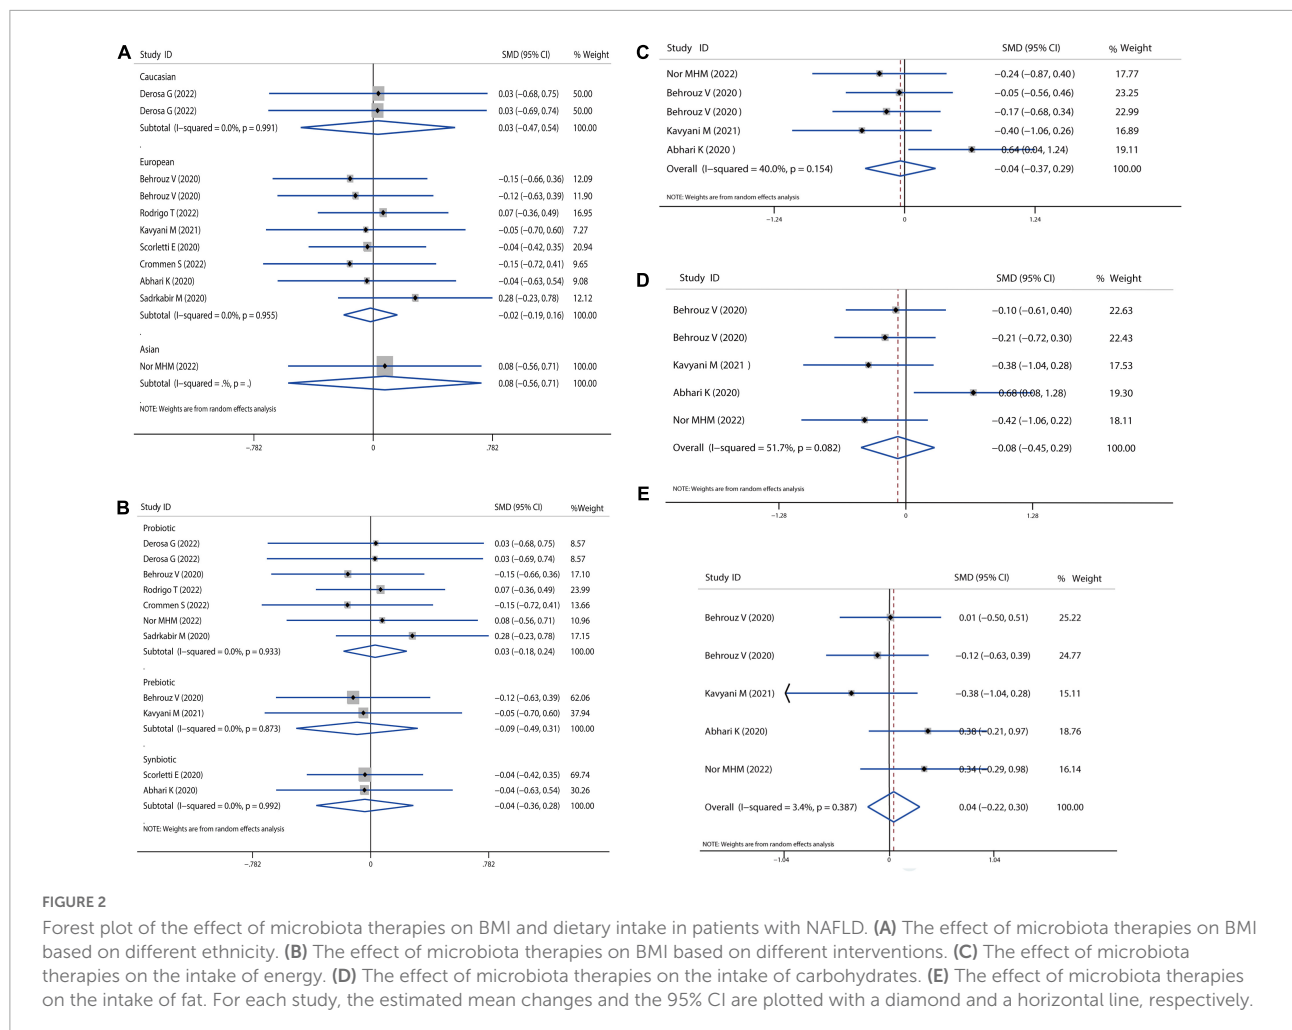 A
Study ID SMD (95% CI) % Weight
Caucasian
Derosa G (2022) 0.03 (−0.68, 0.75) 50.00
Derosa G (2022) 0.03 (−0.69, 0.74) 50.00
Subtotal (I−squared = 0.0%, p = 0.991) 0.03 (−0.47, 0.54) 100.00
.
European
Behrouz V (2020) −0.15 (−0.66, 0.36) 12.09
Behrouz V (2020) −0.12 (−0.63, 0.39) 11.90
Rodrigo T (2022) 0.07 (−0.36, 0.49) 16.95
Kavyani M (2021) −0.05 (−0.70, 0.60) 7.27
Scorletti E (2020) −0.04 (−0.42, 0.35) 20.94
Crommen S (2022) −0.15 (−0.72, 0.41) 9.65
Abhari K (2020) −0.04 (−0.63, 0.54) 9.08
Sadrkabir M (2020) 0.28 (−0.23, 0.78) 12.12
Subtotal (I−squared = 0.0%, p = 0.955) −0.02 (−0.19, 0.16) 100.00
.
Asian
Nor MHM (2022) 0.08 (−0.56, 0.71) 100.00
Subtotal (I−squared = .%, p = .) 0.08 (−0.56, 0.71) 100.00
.
NOTE: Weights are from random effects analysis
−.782 0 .782
B
Study ID SMD (95% CI) %Weight
Probiotic
Derosa G (2022) 0.03 (−0.68, 0.75) 8.57
Derosa G (2022) 0.03 (−0.69, 0.74) 8.57
Behrouz V (2020) −0.15 (−0.66, 0.36) 17.10
Rodrigo T (2022) 0.07 (−0.36, 0.49) 23.99
Crommen S (2022) −0.15 (−0.72, 0.41) 13.66
Nor MHM (2022) 0.08 (−0.56, 0.71) 10.96
Sadrkabir M (2020) 0.28 (−0.23, 0.78) 17.15
Subtotal (I−squared = 0.0%, p = 0.933) 0.03 (−0.18, 0.24) 100.00
.
Prebiotic
Behrouz V (2020) −0.12 (−0.63, 0.39) 62.06
Kavyani M (2021) −0.05 (−0.70, 0.60) 37.94
Subtotal (I−squared = 0.0%, p = 0.873) −0.09 (−0.49, 0.31) 100.00
.
Synbiotic
Scorletti E (2020) −0.04 (−0.42, 0.35) 69.74
Abhari K (2020) −0.04 (−0.63, 0.54) 30.26
Subtotal (I−squared = 0.0%, p = 0.992) −0.04 (−0.36, 0.28) 100.00
.
NOTE: Weights are from random effects analysis
−.782 0 .782
C
Study ID SMD (95% CI) % Weight
Nor MHM (2022) −0.24 (−0.87, 0.40) 17.77
Behrouz V (2020 ) −0.05 (−0.56, 0.46) 23.25
Behrouz V (2020 ) −0.17 (−0.68, 0.34) 22.99
Kavyani M (2021) −0.40 (−1.06, 0.26) 16.89
Abhari K (2020 ) 0.64 (0.04, 1.24) 19.11
Overall (I−squared = 40.0%, p = 0.154) −0.04 (−0.37, 0.29) 100.00
NOTE: Weights are from random effects analysis
−1.24 0 1.24
D
Study ID SMD (95% CI) % Weight
Behrouz V (2020) −0.10 (−0.61, 0.40) 22.63
Behrouz V (2020) −0.21 (−0.72, 0.30) 22.43
Kavyani M (2021 ) −0.38 (−1.04, 0.28) 17.53
Abhari K (2020) 0.68 (0.08, 1.28) 19.30
Nor MHM (2022) −0.42 (−1.06, 0.22) 18.11
Overall (I−squared = 51.7%, p = 0.082) −0.08 (−0.45, 0.29) 100.00
NOTE: Weights are from random effects analysis
−1.28 0 1.28
E
Study ID SMD (95% CI) % Weight
Behrouz V (2020) 0.01 (−0.50, 0.51) 25.22
Behrouz V (2020) −0.12 (−0.63, 0.39) 24.77
Kavyani M (2021) −0.38 (−1.04, 0.28) 15.11
Abhari K (2020) 0.38 (−0.21, 0.97) 18.76
Nor MHM (2022) 0.34 (−0.29, 0.98) 16.14
Overall (I−squared = 3.4%, p = 0.387) 0.04 (−0.22, 0.30) 100.00
NOTE: Weights are from random effects analysis
−1.04 0 1.04
FIGURE 2
Forest plot of the effect of microbiota therapies on BMI and dietary intake in patients with NAFLD. (A) The effect of microbiota therapies on BMI
based on different ethnicity. (B) The effect of microbiota therapies on BMI based on different interventions. (C) The effect of microbiota
therapies on the intake of energy. (D) The effect of microbiota therapies on the intake of carbohydrates. (E) The effect of microbiota therapies
on the intake of fat. For each study, the estimated mean changes and the 95% CI are plotted with a diamond and a horizontal line, respectively.